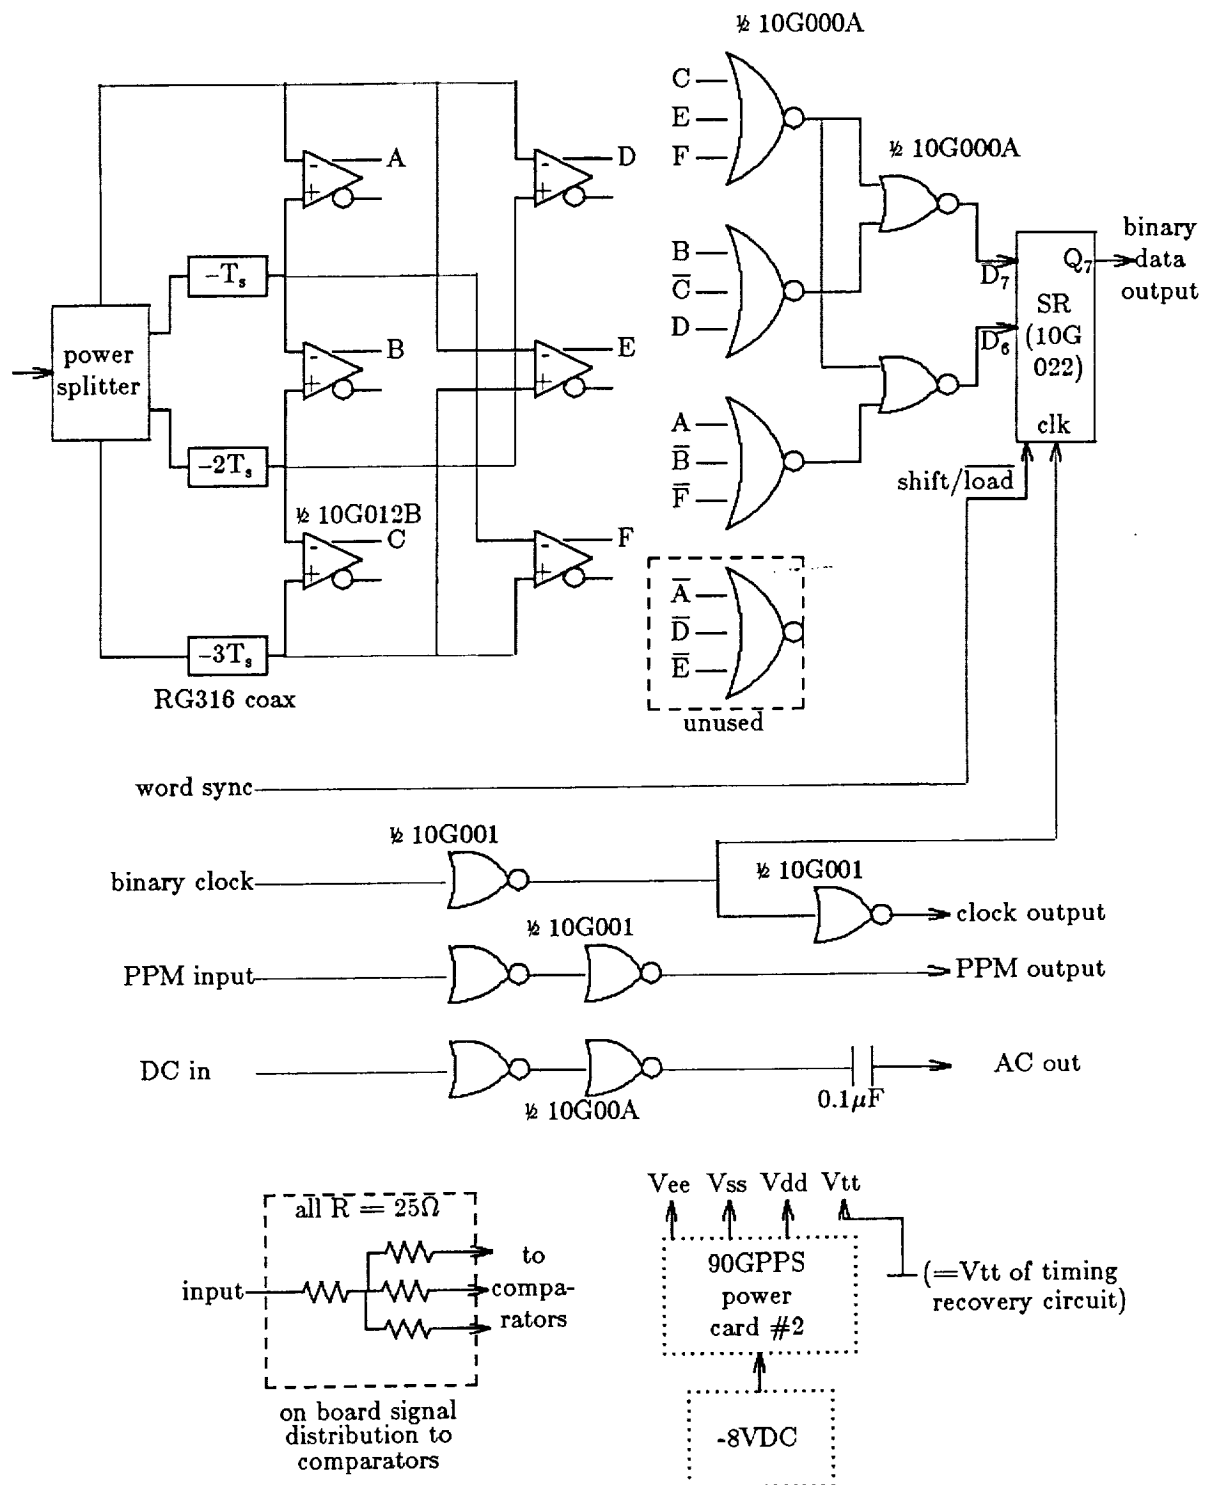 ½ 10G000A
C
E
F
½ 10G000A
A
D
B
C̅
D
binary
data
output
Q₇
D̅₇
SR
(10G
022)
D̅₆
clk
−Tₛ
power
splitter
B
E
A
B̅
F̅
shift/l̅o̅a̅d̅
−2Tₛ
½ 10G012B
C
F
A̅
D̅
E̅
unused
−3Tₛ
RG316 coax
- + - + - + - + - + - +
word sync
½ 10G001
binary clock
½ 10G001
clock output
½ 10G001
PPM input
PPM output
DC in
½ 10G00A
AC out
0.1μF
all R = 25Ω
input
to
compa-
rators
on board signal
distribution to
comparators
Vee Vss Vdd Vtt
90GPPS
power
card #2
(=Vtt of timing
recovery circuit)
-8VDC